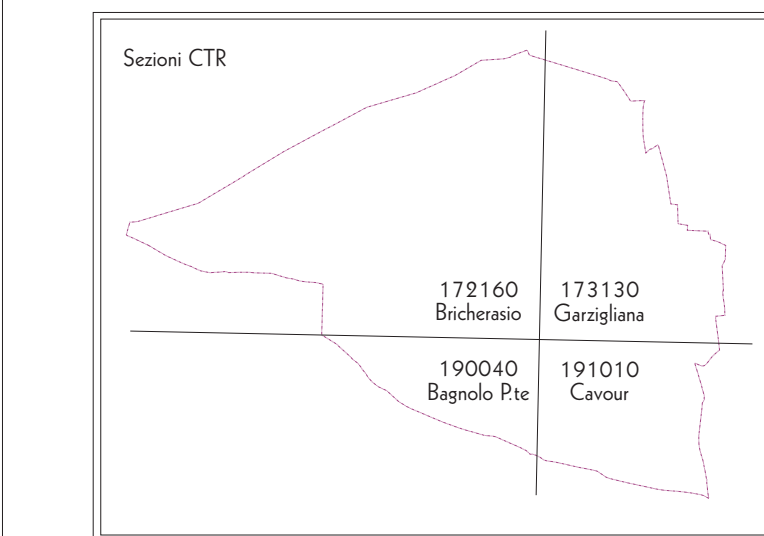 Sezioni CTR
172160
Bricherasio
173130
Garzigliana
190040
Bagnolo P.te
191010
Cavour